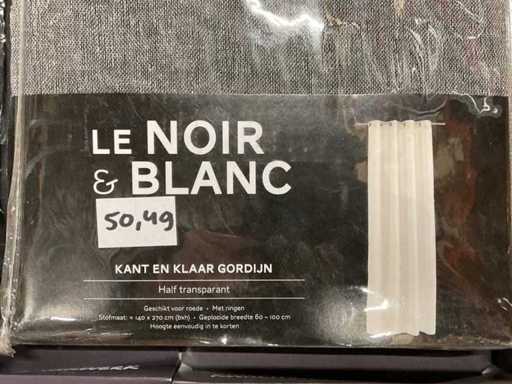 LE NOIR
& BLANC
50,49
KANT EN KLAAR GORDIJN
Half transparant
Geschikt voor roede • Met ringen
Stofmaat: ± 140 x 270 cm (bxh) • Geplooide breedte 60 – 100 cm
Hoogte eenvoudig in te korten